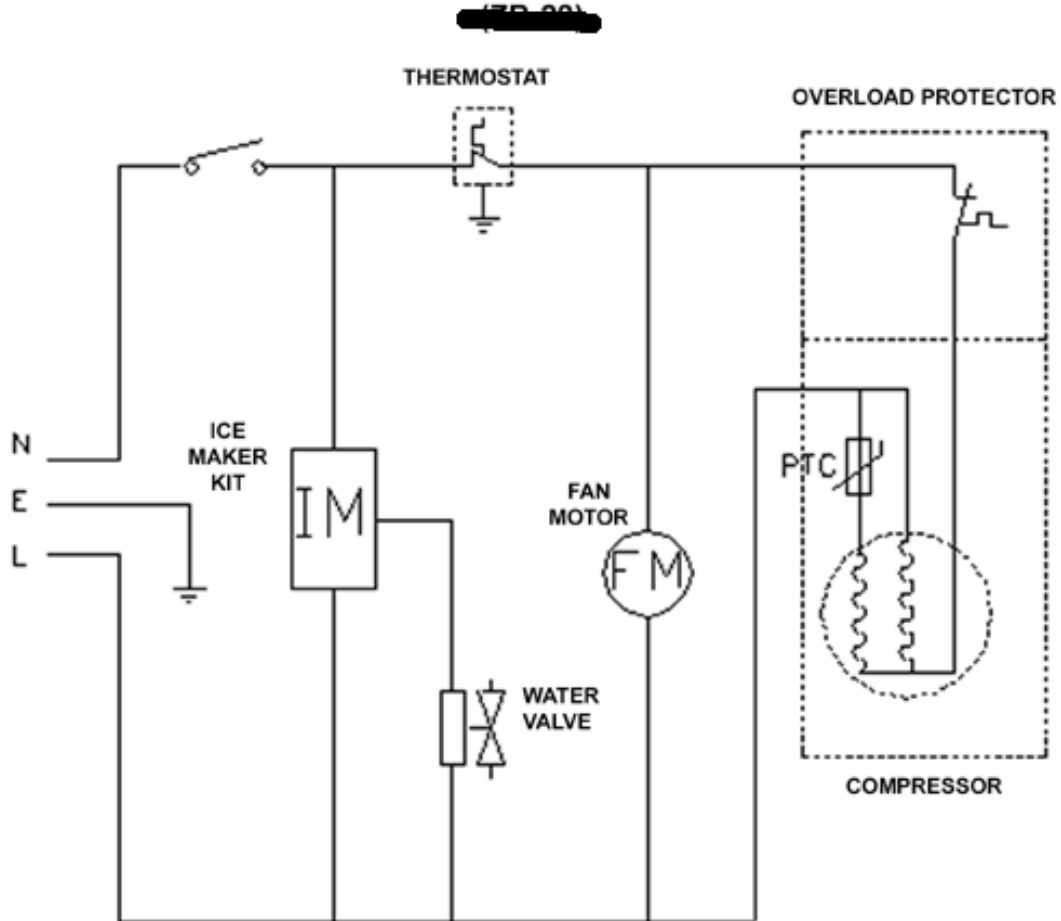 THERMOSTAT
OVERLOAD PROTECTOR
N
E
L
ICE
MAKER
KIT
IM
FAN
MOTOR
FM
PTC
WATER
VALVE
COMPRESSOR